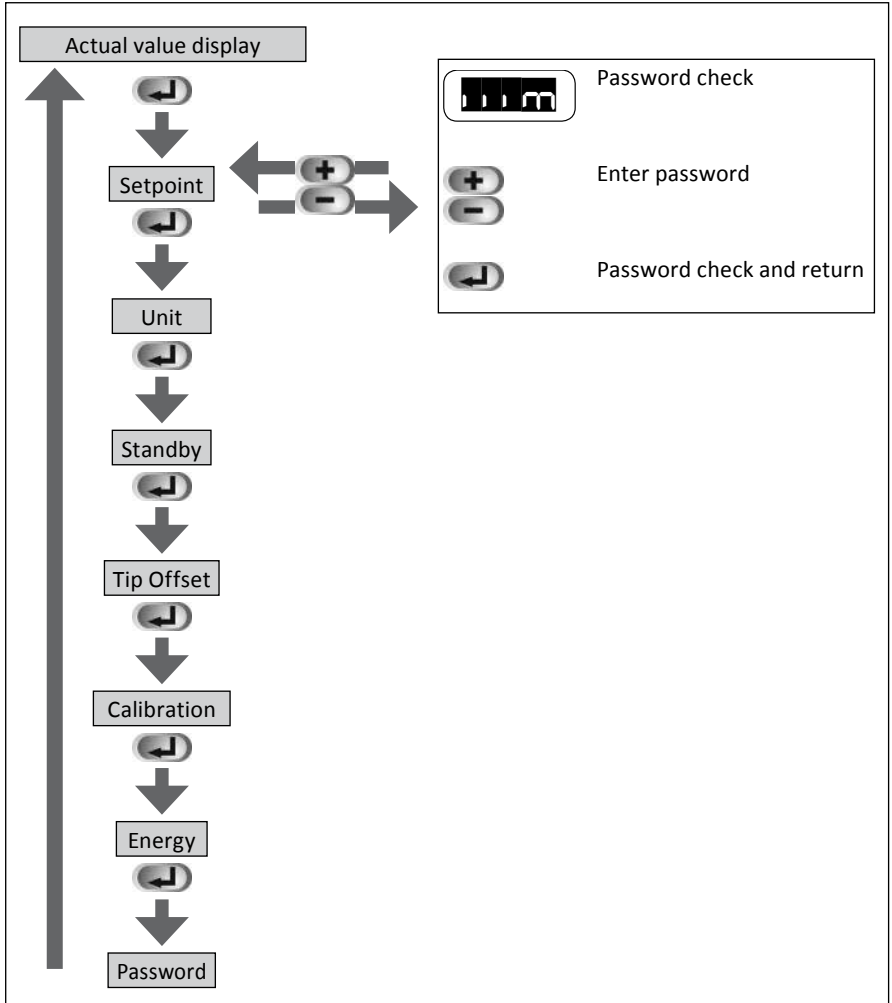 Actual value display
Password check
Setpoint
Enter password
Password check and return
Unit
Standby
Tip Offset
Calibration
Energy
Password